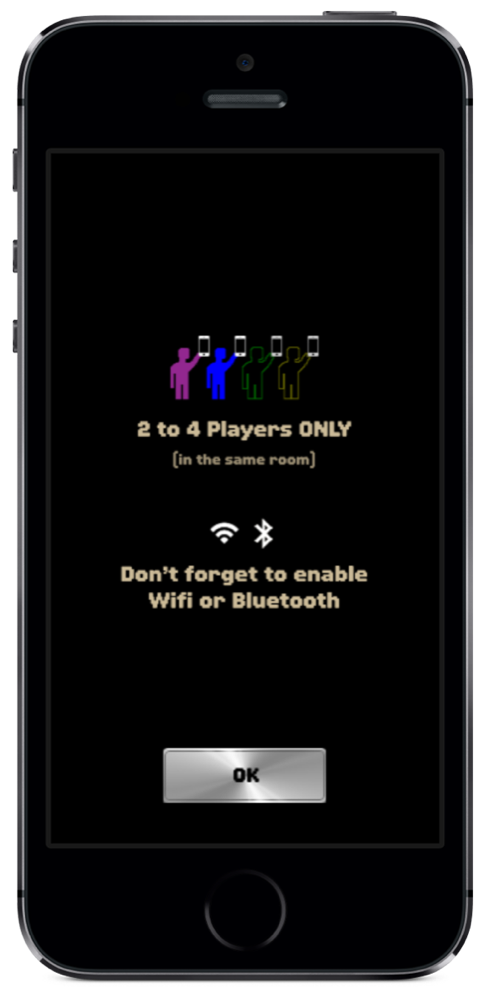 2 to 4 Players ONLY
(in the same room)
Don't forget to enable
Wifi or Bluetooth
OK